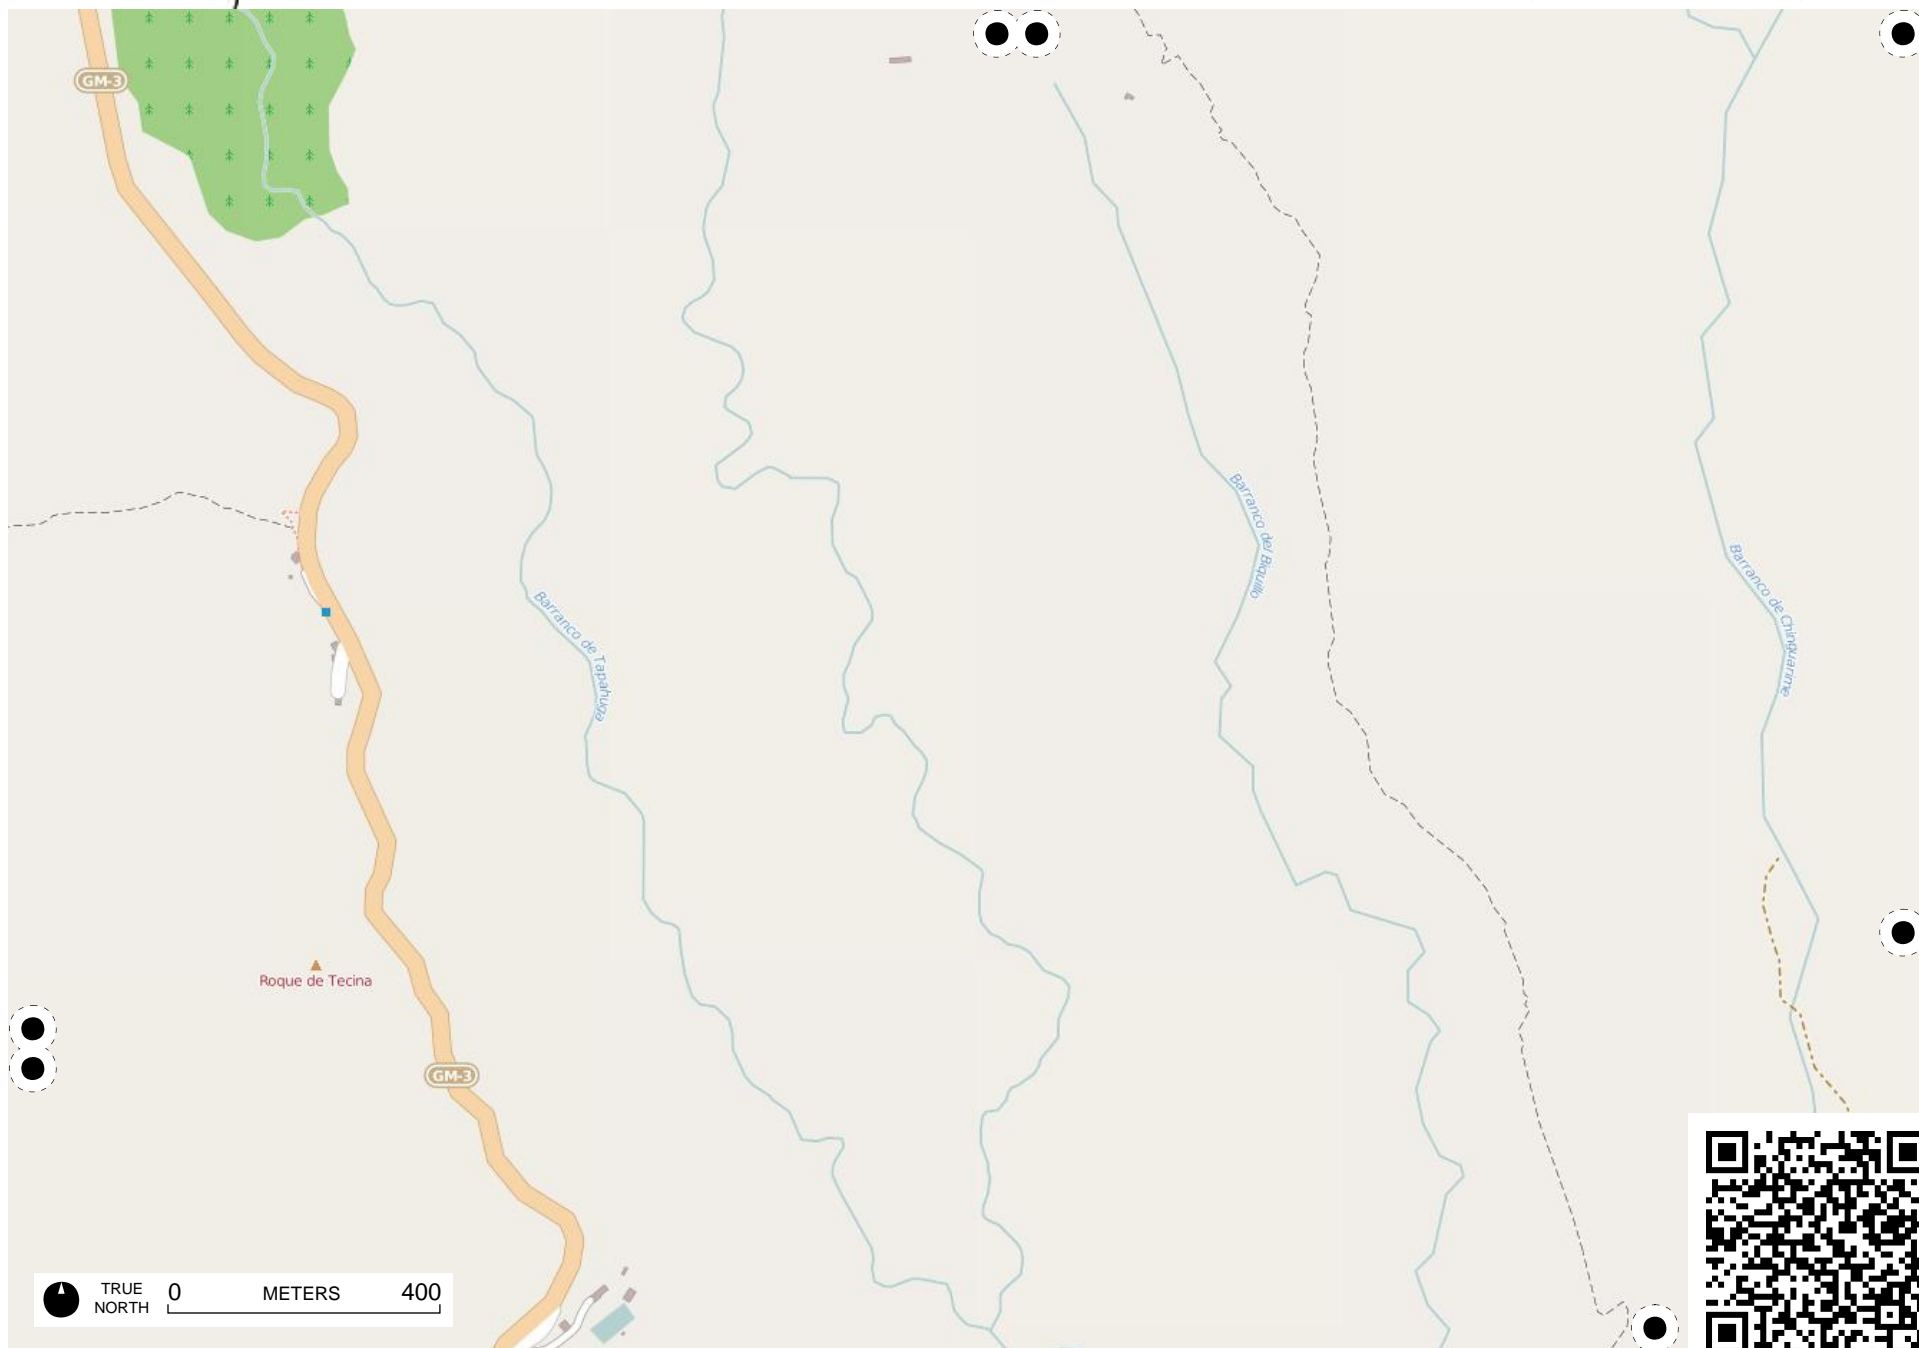 GM-3
Barranco del Biquillo
Barranco de Chinguarime
Barranco de Tapahuga
Roque de Tecina
GM-3
TRUE NORTH
0 METERS 400